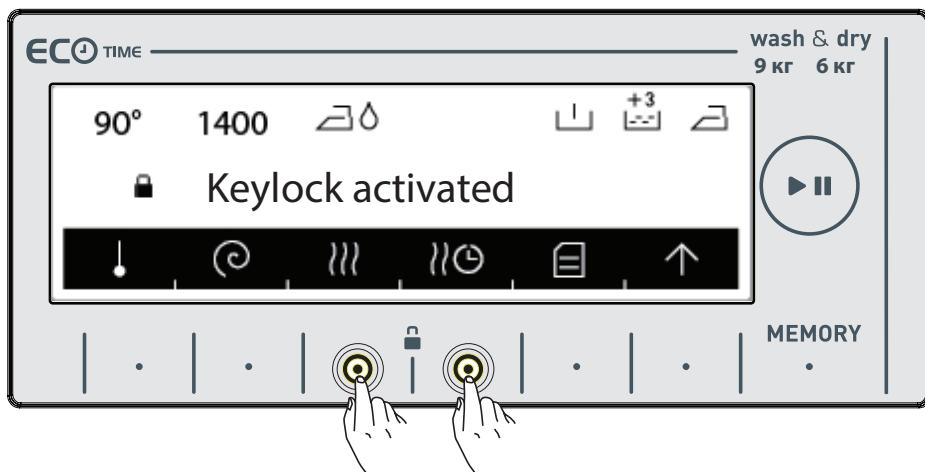 ECO TIME
wash & dry
9 кг 6 кг
90° 1400
+3
Keylock activated
MEMORY